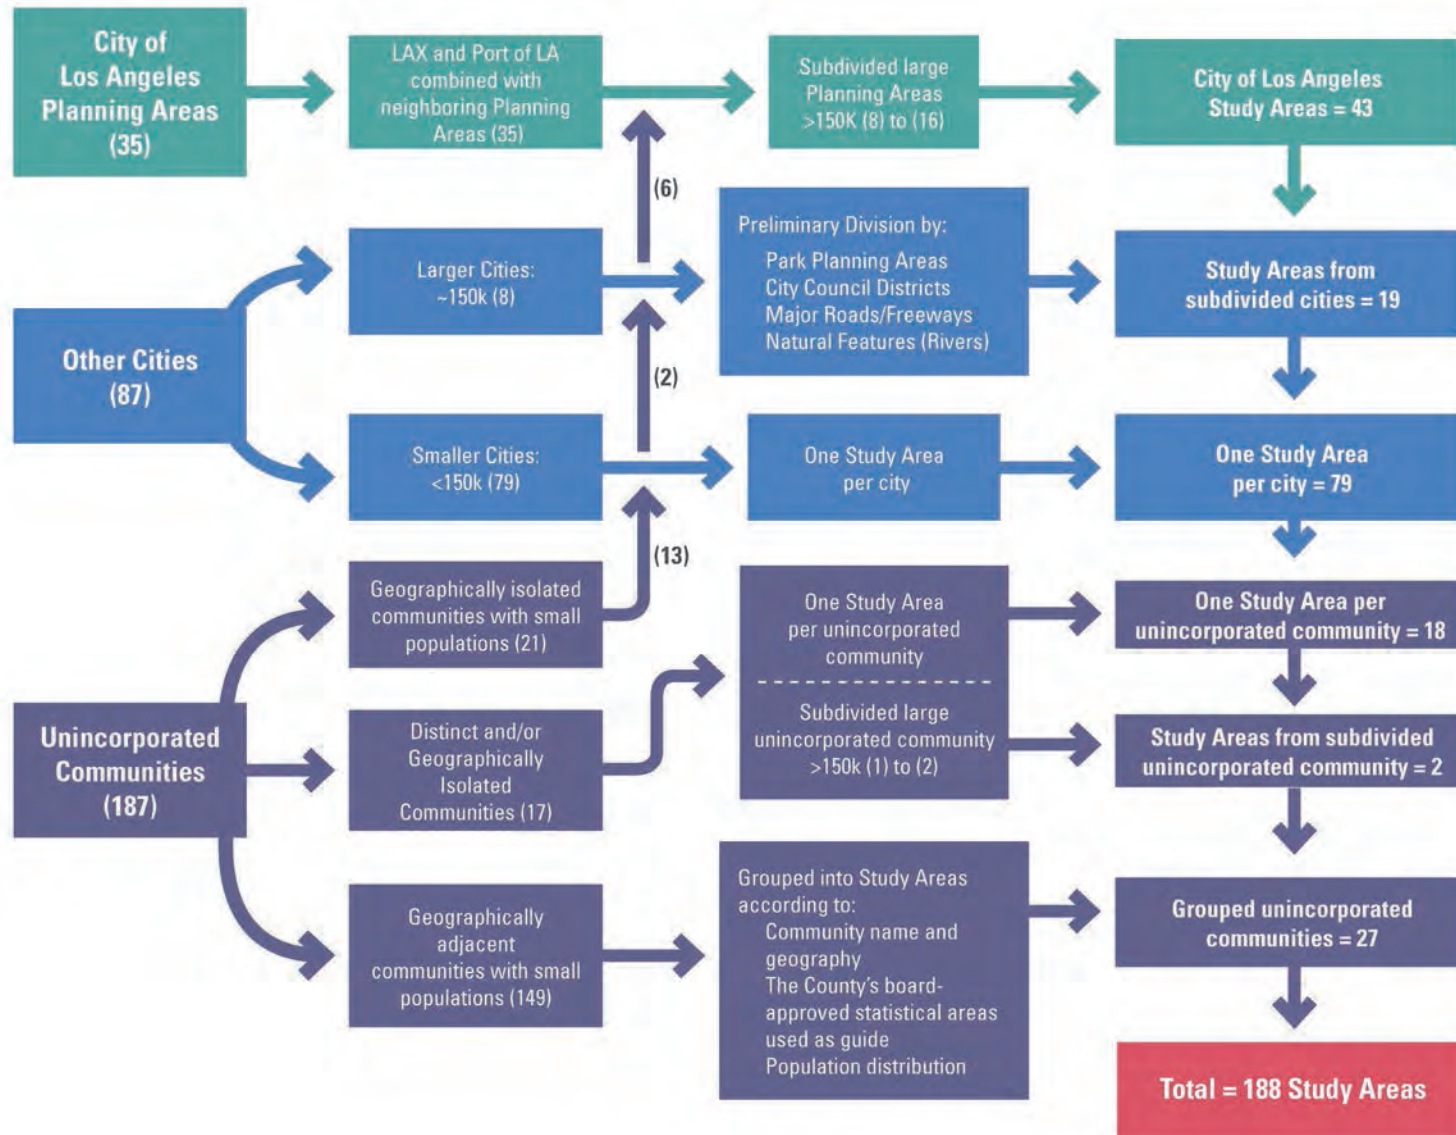 City of
Los Angeles
Planning Areas
(35)
LAX and Port of LA
combined with
neighboring Planning
Areas (35)
Subdivided large
Planning Areas
>150K (8) to (16)
City of Los Angeles
Study Areas = 43
(6)
Other Cities
(87)
Larger Cities:
~150k (8)
Preliminary Division by:
Park Planning Areas
City Council Districts
Major Roads/Freeways
Natural Features (Rivers)
Study Areas from
subdivided cities = 19
(2)
Smaller Cities:
<150k (79)
One Study Area
per city
One Study Area
per city = 79
(13)
Unincorporated
Communities
(187)
Geographically isolated
communities with small
populations (21)
Distinct and/or
Geographically
Isolated
Communities (17)
One Study Area
per unincorporated
community
Subdivided large
unincorporated community
>150k (1) to (2)
One Study Area per
unincorporated community = 18
Study Areas from subdivided
unincorporated community = 2
Geographically
adjacent
communities with small
populations (149)
Grouped into Study Areas
according to:
Community name and
geography
The County's board-
approved statistical areas
used as guide
Population distribution
Grouped unincorporated
communities = 27
Total = 188 Study Areas